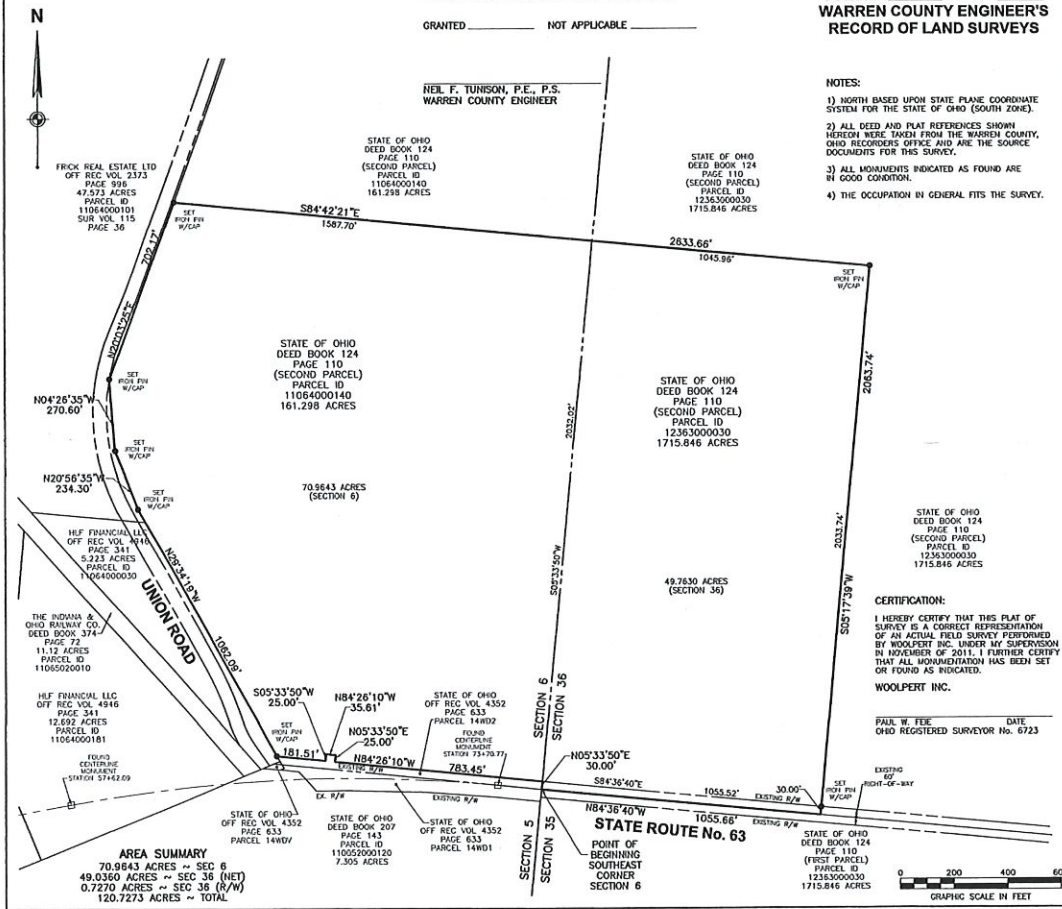 N
GRANTED
NOT APPLICABLE
WARREN COUNTY ENGINEER'S
RECORD OF LAND SURVEYS
NEIL F. TUNISON, P.E., P.S.
WARREN COUNTY ENGINEER
NOTES:
1) NORTH BASED UPON STATE PLANE COORDINATE
SYSTEM FOR THE STATE OF OHIO (SOUTH ZONE).
2) ALL DEED AND PLAT REFERENCES SHOWN
HEREON WERE TAKEN FROM THE WARREN COUNTY,
OHIO RECORDERS OFFICE AND ARE THE SOURCE
DOCUMENTS FOR THIS SURVEY.
3) ALL MONUMENTS INDICATED AS FOUND ARE
IN GOOD CONDITION.
4) THE OCCUPATION IN GENERAL FITS THE SURVEY.
FRICK REAL ESTATE LTD
OFF REC VOL 2373
PAGE 996
47.573 ACRES
PARCEL ID
11064000101
SUR VOL 115
PAGE 36
STATE OF OHIO
DEED BOOK 124
PAGE 110
(SECOND PARCEL)
PARCEL ID
11064000140
161.298 ACRES
STATE OF OHIO
DEED BOOK 124
PAGE 110
(SECOND PARCEL)
PARCEL ID
12363000030
1715.846 ACRES
SET
IRON PIN
W/CAP
S84°42'21"E
1587.70'
2633.66'
1045.96'
SET
IRON PIN
W/CAP
702.17'
N20°03'25"E
SET
IRON PIN
W/CAP
N04°26'35"W
270.60'
SET
IRON PIN
W/CAP
N20°56'35"W
234.30'
SET
IRON PIN
W/CAP
STATE OF OHIO
DEED BOOK 124
PAGE 110
(SECOND PARCEL)
PARCEL ID
11064000140
161.298 ACRES
70.9643 ACRES
(SECTION 6)
STATE OF OHIO
DEED BOOK 124
PAGE 110
(SECOND PARCEL)
PARCEL ID
12363000030
1715.846 ACRES
49.7630 ACRES
(SECTION 36)
2032.02'
S05°33'50"W
2063.74'
2033.74'
S05°17'39"W
STATE OF OHIO
DEED BOOK 124
PAGE 110
(SECOND PARCEL)
PARCEL ID
12363000030
1715.846 ACRES
HLF FINANCIAL LLC
OFF REC VOL 4946
PAGE 341
5.223 ACRES
PARCEL ID
11064000030
N29°34'19"W
1062.09'
UNION ROAD
THE INDIANA &
OHIO RAILWAY CO.
DEED BOOK 374
PAGE 72
11.12 ACRES
PARCEL ID
11065020010
HLF FINANCIAL LLC
OFF REC VOL 4946
PAGE 341
12.692 ACRES
PARCEL ID
11064000181
FOUND
CENTERLINE
MONUMENT
STATION 57+62.09
CERTIFICATION:
I HEREBY CERTIFY THAT THIS PLAT OF
SURVEY IS A CORRECT REPRESENTATION
OF AN ACTUAL FIELD SURVEY PERFORMED
BY WOOLPERT INC. UNDER MY SUPERVISION
IN NOVEMBER OF 2011. I FURTHER CERTIFY
THAT ALL MONUMENTATION HAS BEEN SET
OR FOUND AS INDICATED.
WOOLPERT INC.
PAUL W. FEIE DATE
OHIO REGISTERED SURVEYOR No. 6723
SET
IRON PIN
W/CAP
181.51'
S05°33'50"W
25.00'
N84°26'10"W
35.61'
N05°33'50"E
25.00'
STATE OF OHIO
OFF REC VOL 4352
PAGE 633
PARCEL 14WD2
N84°26'10"W
783.45'
EXISTING R/W
FOUND
CENTERLINE
MONUMENT
STATION 73+70.77
SECTION 6
SECTION 36
SECTION 5
SECTION 35
N05°33'50"E
30.00'
S84°36'40"E
1055.52'
EXISTING R/W
30.00'
SET
IRON PIN
W/CAP
EXISTING
60'
RIGHT-OF-WAY
N84°36'40"W
1055.66'
EXISTING R/W
STATE ROUTE No. 63
EX. R/W
EXISTING R/W
STATE OF OHIO
OFF REC VOL 4352
PAGE 633
PARCEL 14WD7
STATE OF OHIO
DEED BOOK 207
PAGE 143
PARCEL ID
110052000120
7.305 ACRES
STATE OF OHIO
OFF REC VOL 4352
PAGE 633
PARCEL 14WD1
POINT OF
BEGINNING
SOUTHEAST
CORNER
SECTION 6
STATE OF OHIO
DEED BOOK 124
PAGE 110
(FIRST PARCEL)
PARCEL ID
12363000030
1715.846 ACRES
AREA SUMMARY
70.9643 ACRES ~ SEC 6
49.0360 ACRES ~ SEC 36 (NET)
0.7270 ACRES ~ SEC 36 (R/W)
120.7273 ACRES ~ TOTAL
0 200 400
GRAPHIC SCALE IN FEET